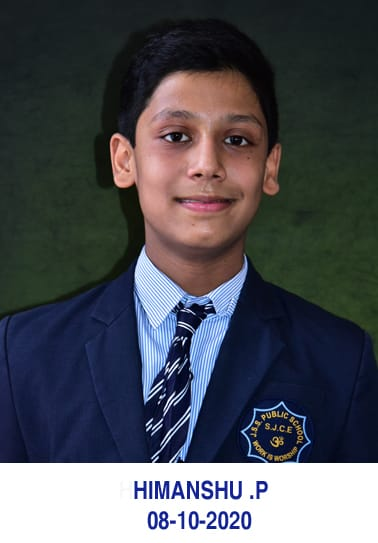 J.S.S. PUBLIC SCHOOL
S.J.C.E
ॐ
WORK IS WORSHIP
HIMANSHU .P
08-10-2020